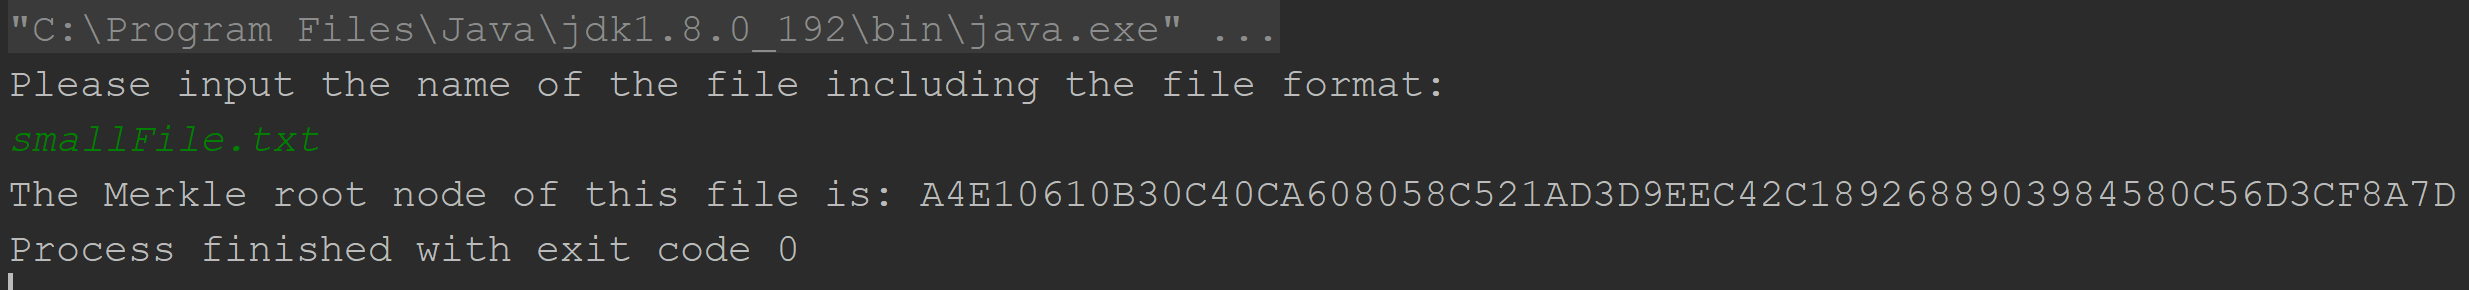 "C:\Program Files\Java\jdk1.8.0_192\bin\java.exe" ...
Please input the name of the file including the file format:
smallFile.txt
The Merkle root node of this file is: A4E10610B30C40CA608058C521AD3D9EEC42C1892688903984580C56D3CF8A7D
Process finished with exit code 0